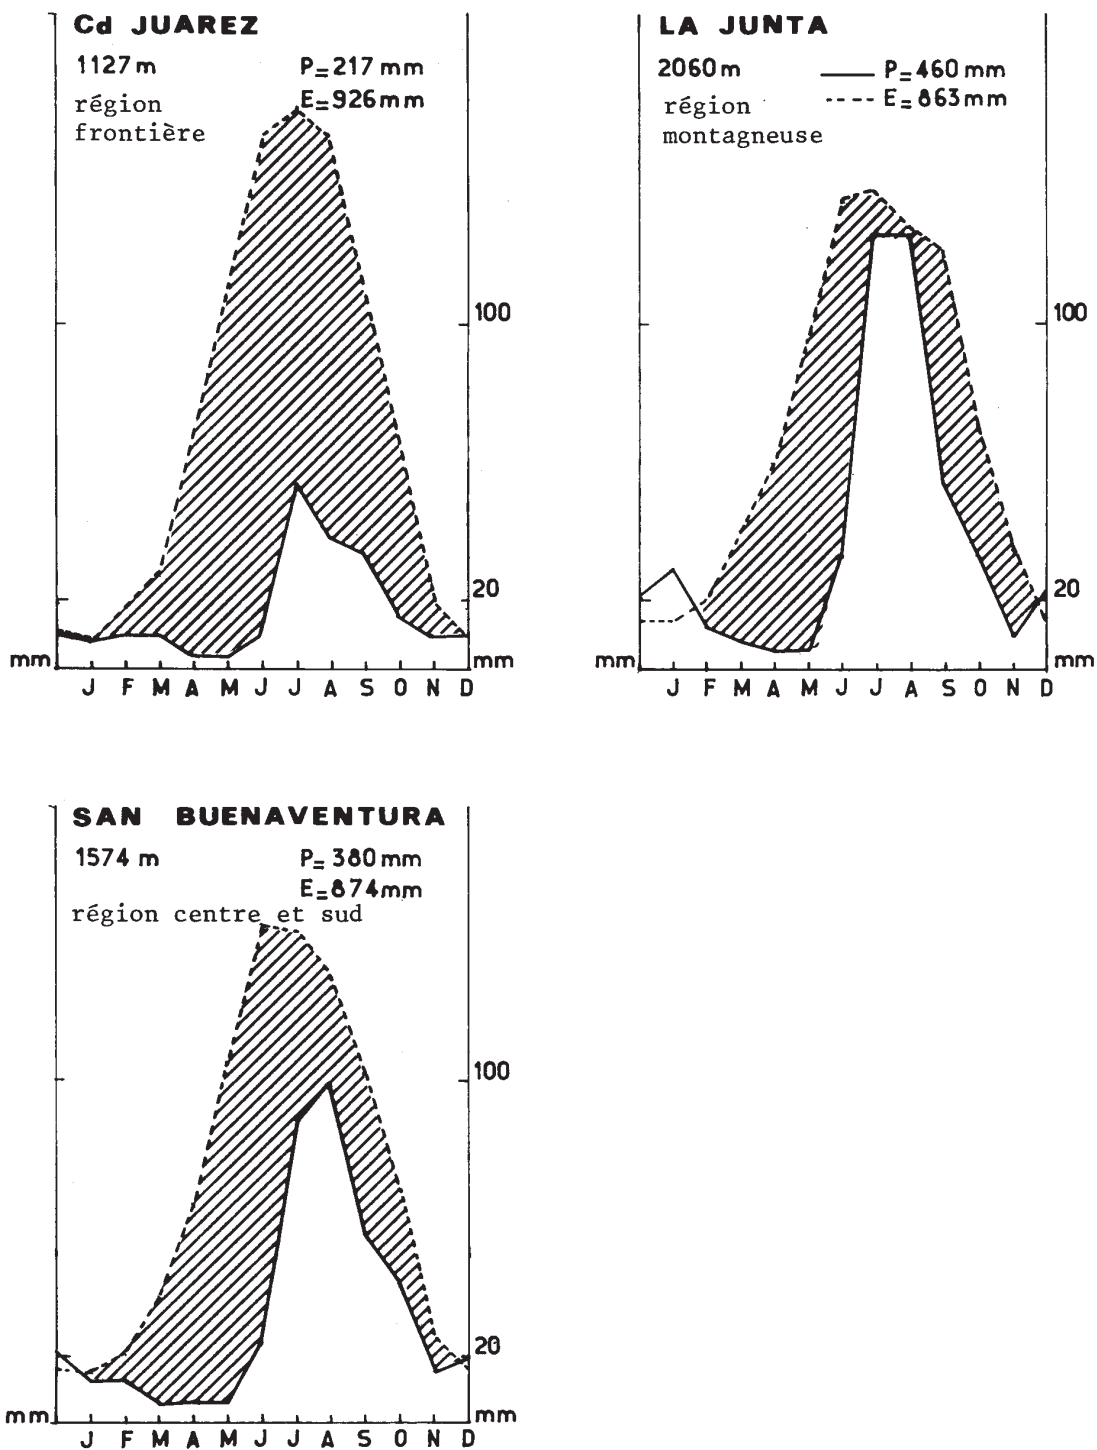 Cd JUAREZ
1127 m P= 217 mm
région E= 926 mm
frontière
100
20
mm mm
J F M A M J J A S O N D
LA JUNTA
2060 m P= 460 mm
région E= 863 mm
montagneuse
100
20
mm mm
J F M A M J J A S O N D
SAN BUENAVENTURA
1574 m P= 380 mm
E= 874 mm
région centre et sud
100
20
mm mm
J F M A M J J A S O N D